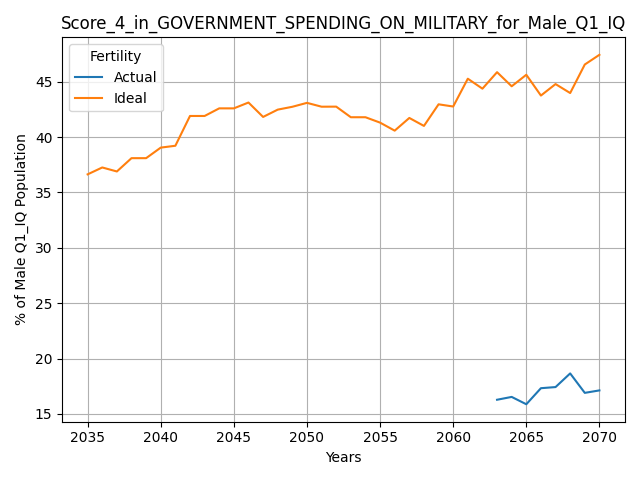 Score_4_in_GOVERNMENT_SPENDING_ON_MILITARY_for_Male_Q1_IQ
Fertility
Actual
Ideal
% of Male Q1_IQ Population
45
40
35
30
25
20
15
2035 2040 2045 2050 2055 2060 2065 2070
Years